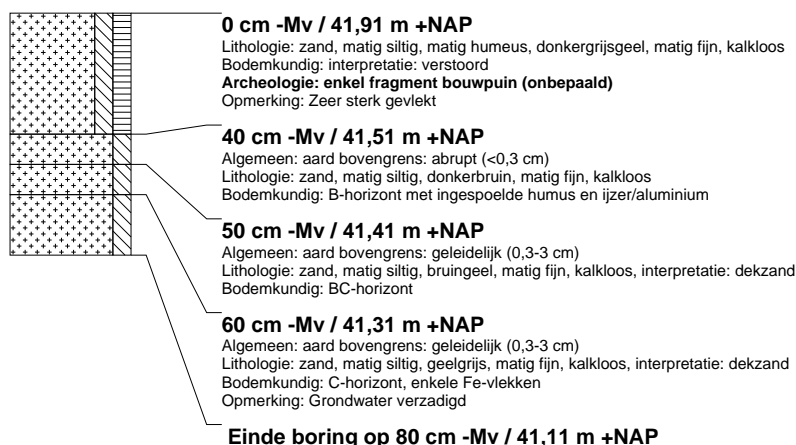 0 cm -Mv / 41,91 m +NAP
Lithologie: zand, matig siltig, matig humeus, donkergrijsgeel, matig fijn, kalkloos
Bodemkundig: interpretatie: verstoord
Archeologie: enkel fragment bouwpuin (onbepaald)
Opmerking: Zeer sterk gevlekt
40 cm -Mv / 41,51 m +NAP
Algemeen: aard bovengrens: abrupt (<0,3 cm)
Lithologie: zand, matig siltig, donkerbruin, matig fijn, kalkloos
Bodemkundig: B-horizont met ingespoelde humus en ijzer/aluminium
50 cm -Mv / 41,41 m +NAP
Algemeen: aard bovengrens: geleidelijk (0,3-3 cm)
Lithologie: zand, matig siltig, bruingeel, matig fijn, kalkloos, interpretatie: dekzand
Bodemkundig: BC-horizont
60 cm -Mv / 41,31 m +NAP
Algemeen: aard bovengrens: geleidelijk (0,3-3 cm)
Lithologie: zand, matig siltig, geelgrijs, matig fijn, kalkloos, interpretatie: dekzand
Bodemkundig: C-horizont, enkele Fe-vlekken
Opmerking: Grondwater verzadigd
Einde boring op 80 cm -Mv / 41,11 m +NAP